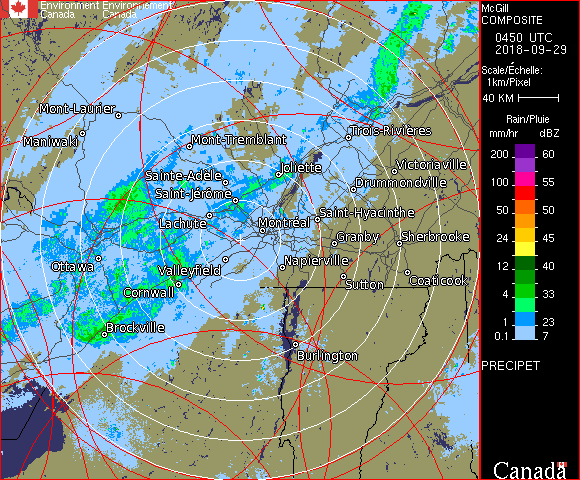 Environment Environnement
Canada Canada
Mont-Laurier
Maniwaki
Mont-Tremblant
Trois-Rivières
Sainte-Adèle
Joliette
Victoriaville
Saint-Jérôme
Drummondville
Lachute
Montréal
Saint-Hyacinthe
Granby
Sherbrooke
Ottawa
Valleyfield
Napierville
Cornwall
Sutton
Coaticook
Brockville
Burlington
McGill
COMPOSITE
0450 UTC
2018-09-29
Scale/Échelle:
1km/Pixel
40 KM
Rain/Pluie
mm/hr dBZ
200 60
100 55
50 50
24 45
12 40
4 33
1 23
0.1 7
PRECIPET
Canada